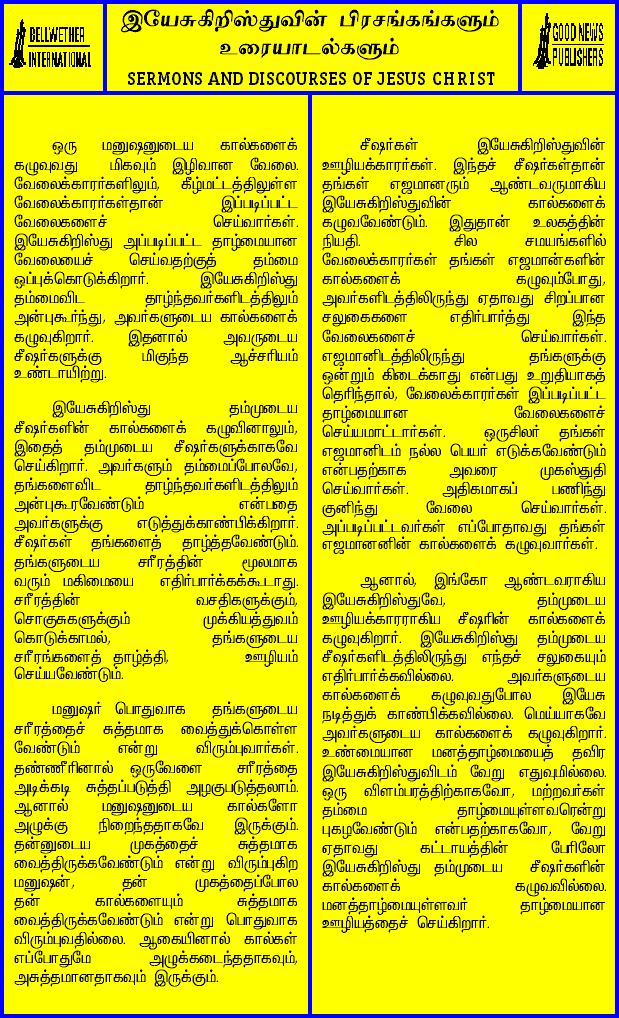 BELLWETHER
INTERNATIONAL
இயேசுகிறிஸ்துவின் பிரசங்கங்களும்
உரையாடல்களும்
SERMONS AND DISCOURSES OF JESUS CHRIST
GOOD NEWS
PUBLISHERS
ஒரு மனுஷனுடைய கால்களைக்
கழுவுவது மிகவும் இழிவான வேலை.
வேலைக்காரர்களிலும், கீழ்மட்டத்திலுள்ள
வேலைக்காரர்கள்தான் இப்படிப்பட்ட
வேலைகளைச் செய்வார்கள்.
இயேசுகிறிஸ்து அப்படிப்பட்ட தாழ்மையான
வேலையைச் செய்வதற்குத் தம்மை
ஒப்புக்கொடுக்கிறார். இயேசுகிறிஸ்து
தம்மைவிட தாழ்ந்தவர்களிடத்திலும்
அன்புகூர்ந்து, அவர்களுடைய கால்களைக்
கழுவுகிறார். இதனால் அவருடைய
சீஷர்களுக்கு மிகுந்த ஆச்சரியம்
உண்டாயிற்று.
இயேசுகிறிஸ்து தம்முடைய
சீஷர்களின் கால்களைக் கழுவினாலும்,
இதைத் தம்முடைய சீஷர்களுக்காகவே
செய்கிறார். அவர்களும் தம்மைப்போலவே,
தங்களைவிட தாழ்ந்தவர்களிடத்திலும்
அன்புகூரவேண்டும் என்பதை
அவர்களுக்கு எடுத்துக்காண்பிக்கிறார்.
சீஷர்கள் தங்களைத் தாழ்த்தவேண்டும்.
தங்களுடைய சரீரத்தின் மூலமாக
வரும் மகிமையை எதிர்பார்க்கக்கூடாது.
சரீரத்தின் வசதிகளுக்கும்,
சொகுசுகளுக்கும் முக்கியத்துவம்
கொடுக்காமல், தங்களுடைய
சரீரங்களைத் தாழ்த்தி, ஊழியம்
செய்யவேண்டும்.
மனுஷர் பொதுவாக தங்களுடைய
சரீரத்தைச் சுத்தமாக வைத்துக்கொள்ள
வேண்டும் என்று விரும்புவார்கள்.
தண்ணீரினால் ஒருவேளை சரீரத்தை
அடிக்கடி சுத்தப்படுத்தி அழகுபடுத்தலாம்.
ஆனால் மனுஷனுடைய கால்களோ
அழுக்கு நிறைந்ததாகவே இருக்கும்.
தன்னுடைய முகத்தைச் சுத்தமாக
வைத்திருக்கவேண்டும் என்று விரும்புகிற
மனுஷன், தன் முகத்தைப்போல
தன் கால்களையும் சுத்தமாக
வைத்திருக்கவேண்டும் என்று பொதுவாக
விரும்புவதில்லை. ஆகையினால் கால்கள்
எப்போதுமே அழுக்கடைந்ததாகவும்,
அசுத்தமானதாகவும் இருக்கும்.
சீஷர்கள் இயேசுகிறிஸ்துவின்
ஊழியக்காரர்கள். இந்தச் சீஷர்கள்தான்
தங்கள் எஜமானரும் ஆண்டவருமாகிய
இயேசுகிறிஸ்துவின் கால்களைக்
கழுவவேண்டும். இதுதான் உலகத்தின்
நியதி. சில சமயங்களில்
வேலைக்காரர்கள் தங்கள் எஜமான்களின்
கால்களைக் கழுவும்போது,
அவர்களிடத்திலிருந்து ஏதாவது சிறப்பான
சலுகைகளை எதிர்பார்த்து இந்த
வேலைகளைச் செய்வார்கள்.
எஜமானிடத்திலிருந்து தங்களுக்கு
ஒன்றும் கிடைக்காது என்பது உறுதியாகத்
தெரிந்தால், வேலைக்காரர்கள் இப்படிப்பட்ட
தாழ்மையான வேலைகளைச்
செய்யமாட்டார்கள். ஒருசிலர் தங்கள்
எஜமானிடம் நல்ல பெயர் எடுக்கவேண்டும்
என்பதற்காக அவரை முகஸ்துதி
செய்வார்கள். அதிகமாகப் பணிந்து
குனிந்து வேலை செய்வார்கள்.
அப்படிப்பட்டவர்கள் எப்போதாவது தங்கள்
எஜமானனின் கால்களைக் கழுவுவார்கள்.
ஆனால், இங்கோ ஆண்டவராகிய
இயேசுகிறிஸ்துவே, தம்முடைய
ஊழியக்காரராகிய சீஷரின் கால்களைக்
கழுவுகிறார். இயேசுகிறிஸ்து தம்முடைய
சீஷர்களிடத்திலிருந்து எந்தச் சலுகையும்
எதிர்பார்க்கவில்லை. அவர்களுடைய
கால்களைக் கழுவுவதுபோல இயேசு
நடித்துக் காண்பிக்கவில்லை. மெய்யாகவே
அவர்களுடைய கால்களைக் கழுவுகிறார்.
உண்மையான மனத்தாழ்மையைத் தவிர
இயேசுகிறிஸ்துவிடம் வேறு எதுவுமில்லை.
ஒரு விளம்பரத்திற்காகவோ, மற்றவர்கள்
தம்மை தாழ்மையுள்ளவரென்று
புகழவேண்டும் என்பதற்காகவோ, வேறு
ஏதாவது கட்டாயத்தின் பேரிலோ
இயேசுகிறிஸ்து தம்முடைய சீஷர்களின்
கால்களைக் கழுவவில்லை.
மனத்தாழ்மையுள்ளவர் தாழ்மையான
ஊழியத்தைச் செய்கிறார்.